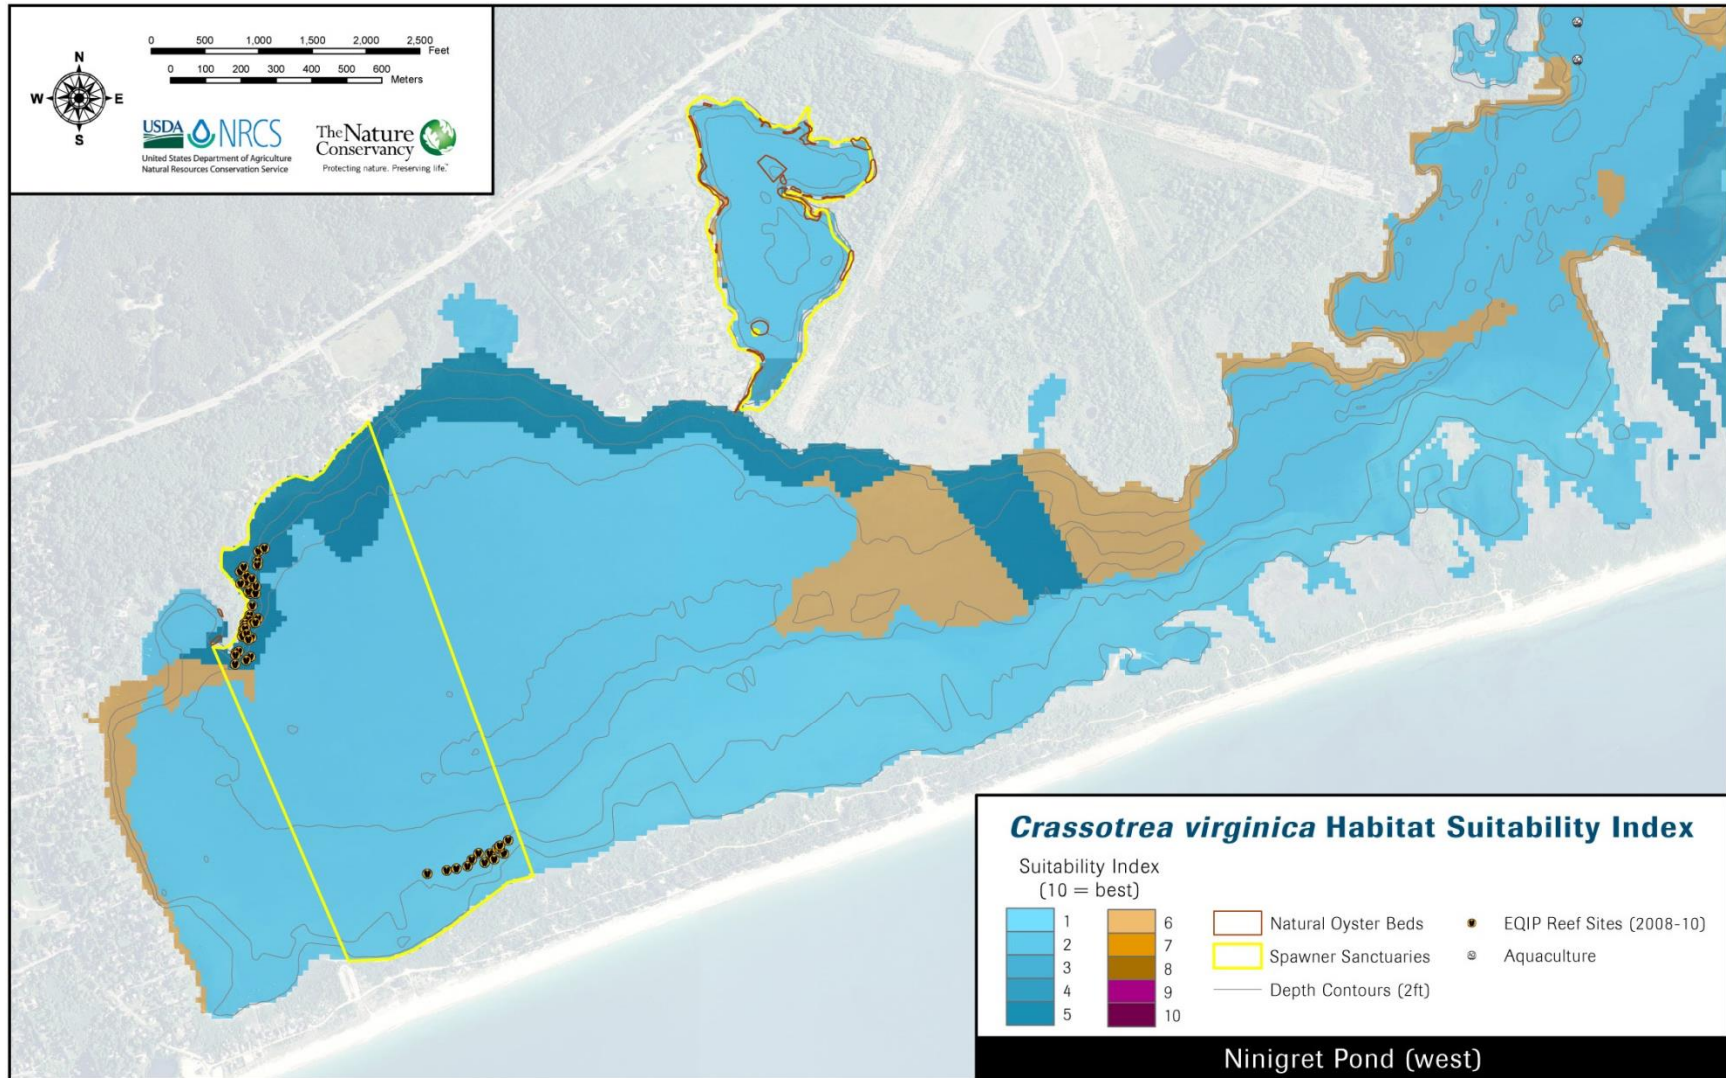 0 500 1,000 1,500 2,000 2,500
Feet
0 100 200 300 400 500 600
Meters
N
W E
S
USDA NRCS
United States Department of Agriculture
Natural Resources Conservation Service
The Nature
Conservancy
Protecting nature. Preserving life.™
Crassotrea virginica Habitat Suitability Index
Suitability Index
(10 = best)
1
2
3
4
5
6
7
8
9
10
Natural Oyster Beds
Spawner Sanctuaries
Depth Contours (2ft)
EQIP Reef Sites (2008-10)
Aquaculture
Ninigret Pond (west)